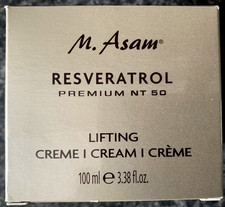 M. Asam®
RESVERATROL
PREMIUM NT 50
LIFTING
CREME I CREAM I CRÈME
100 ml ℮ 3.38 fl.oz.